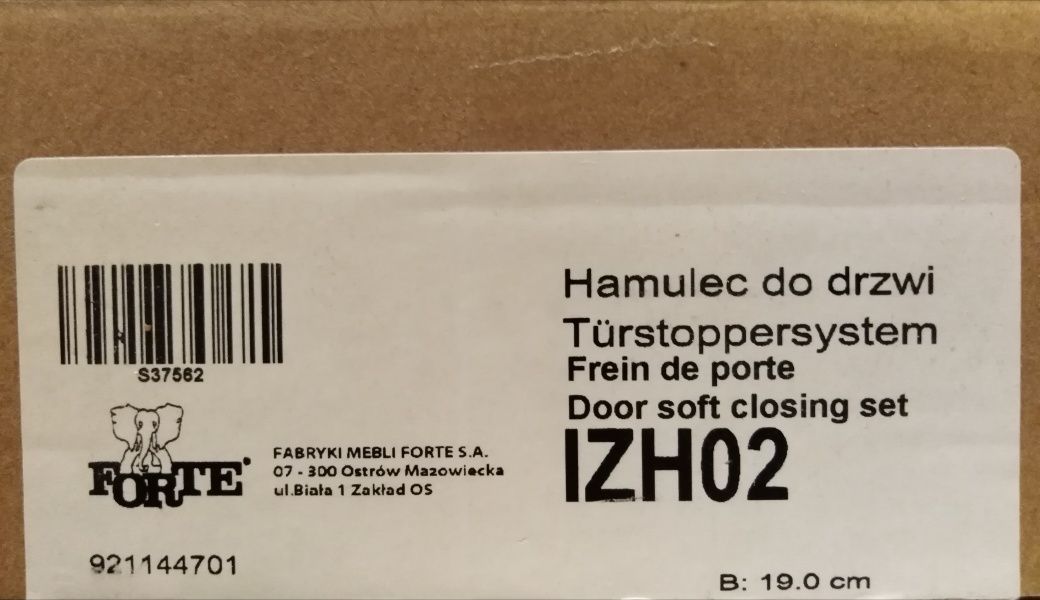 Hamulec do drzwi
Türstoppersystem
Frein de porte
Door soft closing set
IZH02
S37562
FORTE
FABRYKI MEBLI FORTE S.A.
07 - 300 Ostrów Mazowiecka
ul.Biała 1 Zakład OS
921144701
B: 19.0 cm